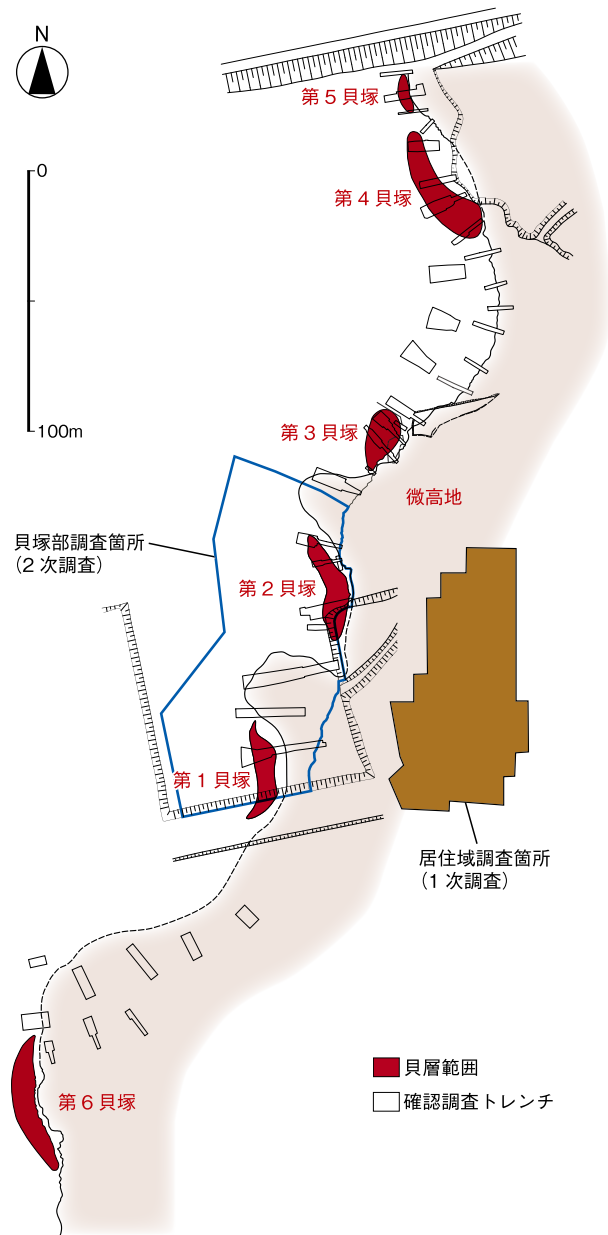 N
0
100m
第5貝塚
第4貝塚
第3貝塚
微高地
貝塚部調査箇所
（2次調査）
第2貝塚
第1貝塚
居住域調査箇所
（1次調査）
第6貝塚
貝層範囲
確認調査トレンチ